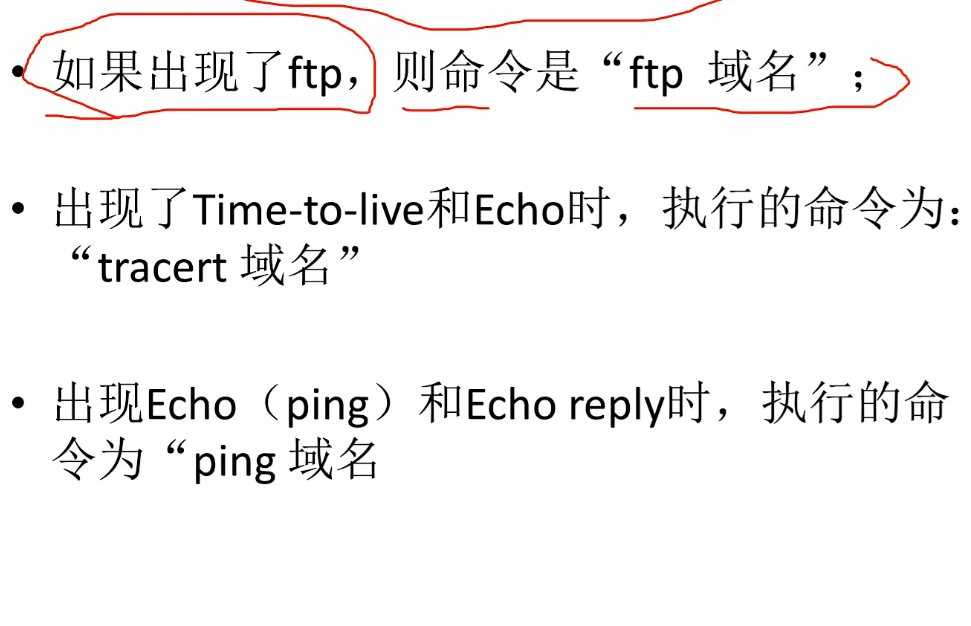 • 如果出现了ftp，则命令是“ftp 域名”；
• 出现了Time-to-live和Echo时，执行的命令为：
“tracert 域名”
• 出现Echo（ping）和Echo reply时，执行的命
令为“ping 域名